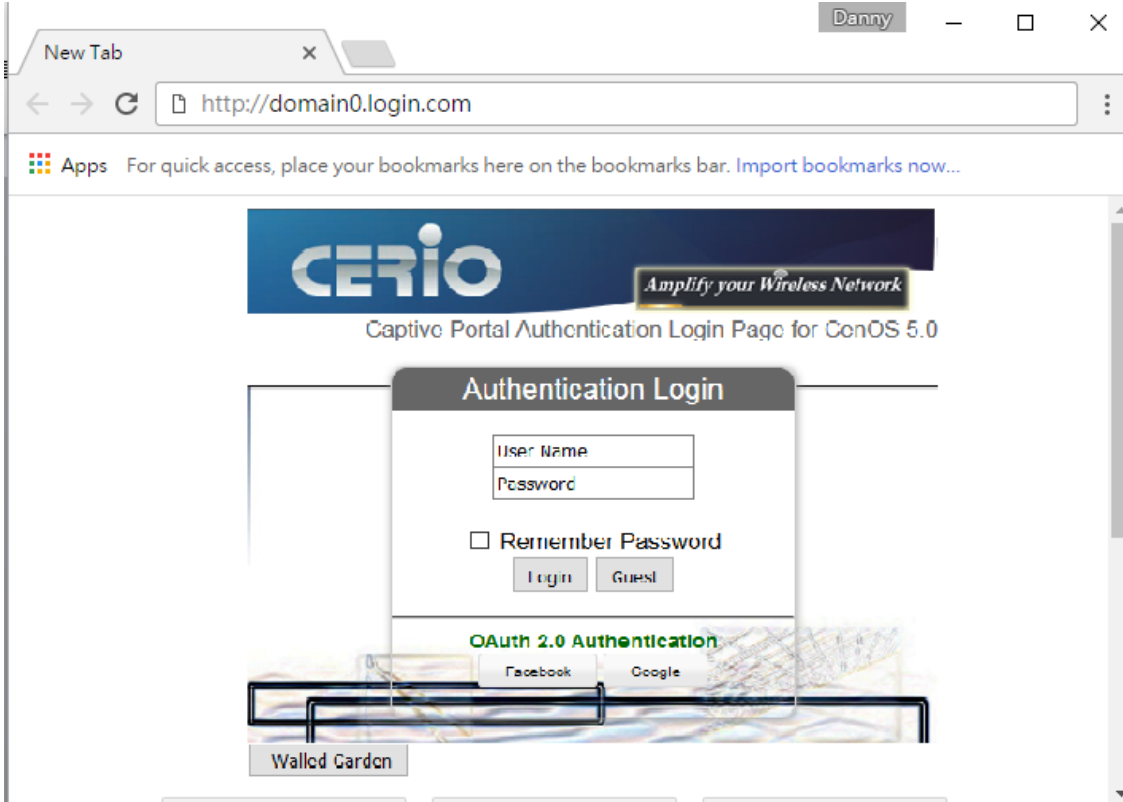 Danny
New Tab
http://domain0.login.com
Apps For quick access, place your bookmarks here on the bookmarks bar. Import bookmarks now...
CERIO
Amplify your Wireless Network
Captive Portal Authentication Login Page for CenOS 5.0
Authentication Login
User Name
Password
Remember Password
Login Guest
OAuth 2.0 Authentication
Facebook Google
Walled Garden